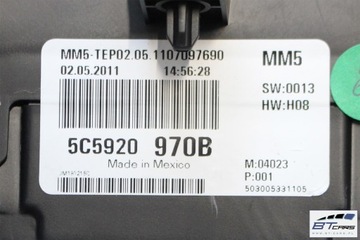 MM5-TEP02.05.1107097690
02.05.2011 14:56:28
MM5
SW:0013
HW:H08
5C5920 970B
Made in Mexico
M:04023
P:001
503005331105
BT CARS